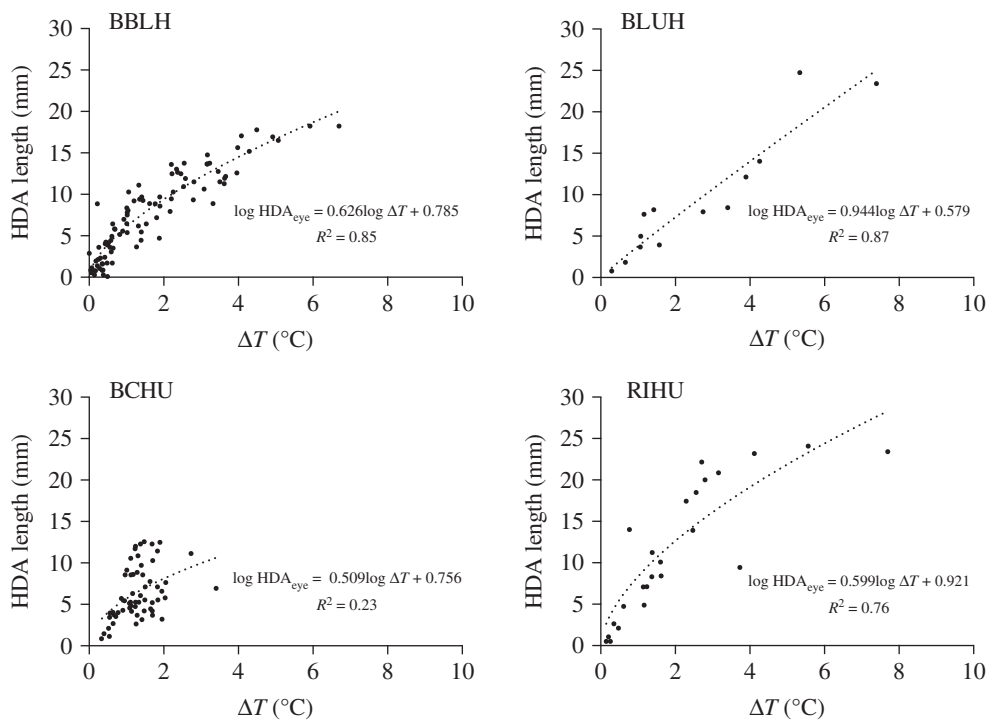 BBLH
30
25
20
15
10
5
0
HDA length (mm)
log HDAeye = 0.626log ΔT + 0.785
R² = 0.85
0 2 4 6 8 10
ΔT (°C)
BLUH
30
25
20
15
10
5
0
HDA length (mm)
log HDAeye = 0.944log ΔT + 0.579
R² = 0.87
0 2 4 6 8 10
ΔT (°C)
BCHU
30
25
20
15
10
5
0
HDA length (mm)
log HDAeye = 0.509log ΔT + 0.756
R² = 0.23
0 2 4 6 8 10
ΔT (°C)
RIHU
30
25
20
15
10
5
0
HDA length (mm)
log HDAeye = 0.599log ΔT + 0.921
R² = 0.76
0 2 4 6 8 10
ΔT (°C)